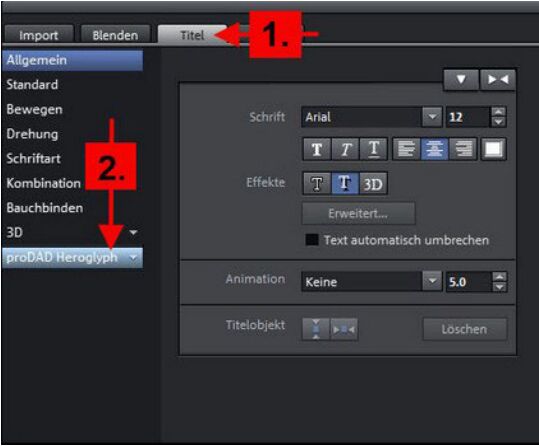 Import Blenden Titel
1.
Allgemein
Standard
Bewegen
Drehung
Schriftart
Kombination
Bauchbinden
3D
proDAD Heroglyph
2.
Schrift Arial 12
T T T
Effekte T T 3D
Erweitert...
Text automatisch umbrechen
Animation Keine 5.0
Titelobjekt Löschen